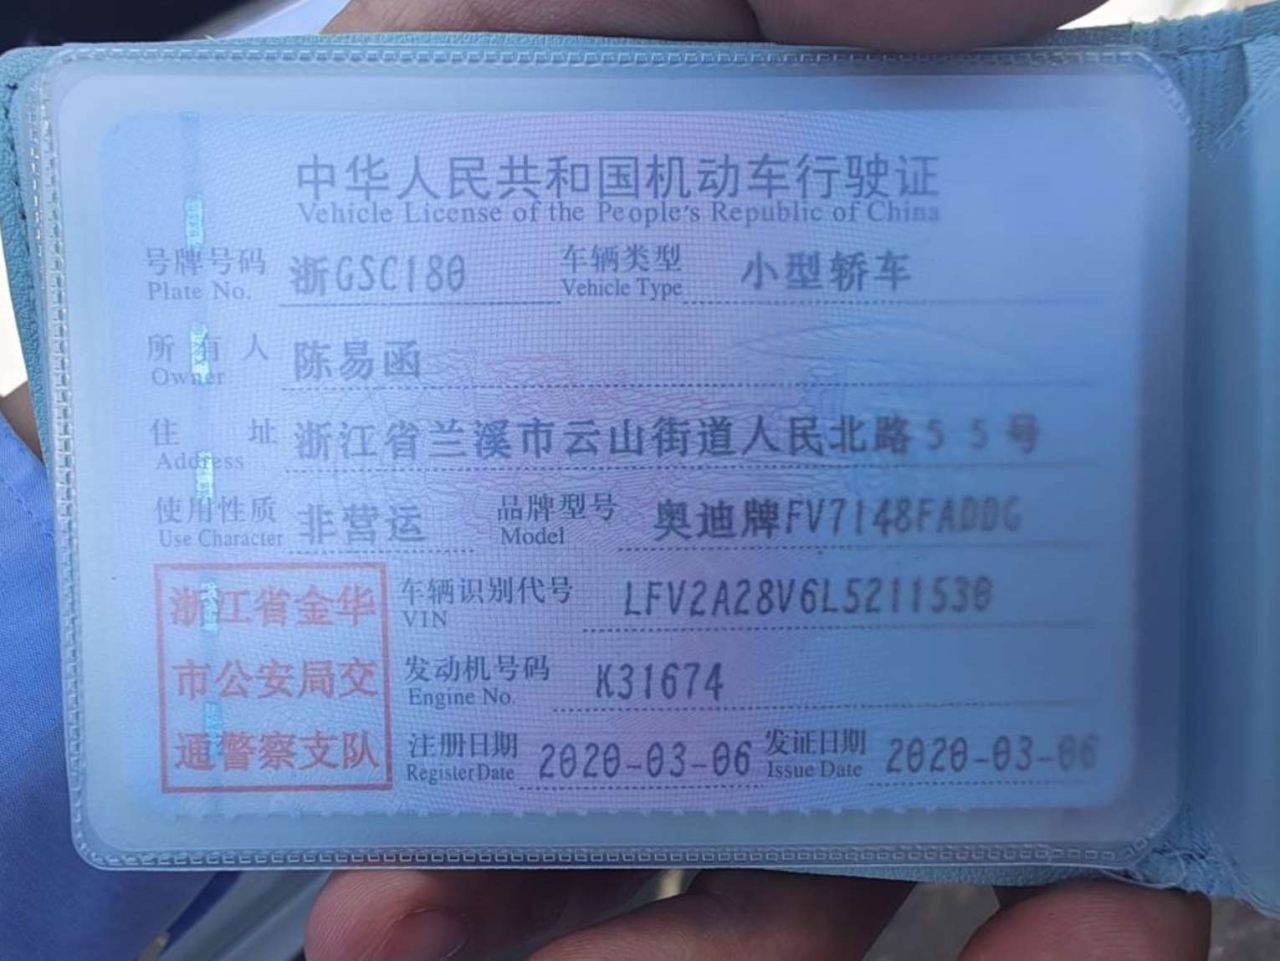 中华人民共和国机动车行驶证
Vehicle License of the People's Republic of China
号牌号码 浙GSC180 车辆类型 小型轿车
Plate No. Vehicle Type
所有人 陈易函
Owner
住址 浙江省兰溪市云山街道人民北路55号
Address
使用性质 非营运 品牌型号 奥迪牌FV7148FADDG
Use Character Model
车辆识别代号 LFV2A28V6L5211530
VIN
发动机号码 K31674
Engine No.
注册日期 2020-03-06 发证日期 2020-03-06
Register Date Issue Date
浙江省金华
市公安局交
通警察支队